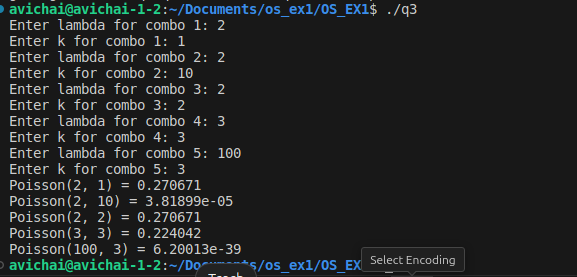 avichai@avichai-1-2:~/Documents/os_ex1/OS_EX1$ ./q3
Enter lambda for combo 1: 2
Enter k for combo 1: 1
Enter lambda for combo 2: 2
Enter k for combo 2: 10
Enter lambda for combo 3: 2
Enter k for combo 3: 2
Enter lambda for combo 4: 3
Enter k for combo 4: 3
Enter lambda for combo 5: 100
Enter k for combo 5: 3
Poisson(2, 1) = 0.270671
Poisson(2, 10) = 3.81899e-05
Poisson(2, 2) = 0.270671
Poisson(3, 3) = 0.224042
Poisson(100, 3) = 6.20013e-39
avichai@avichai-1-2:~/Documents/os_ex1/OS_EX
Select Encoding